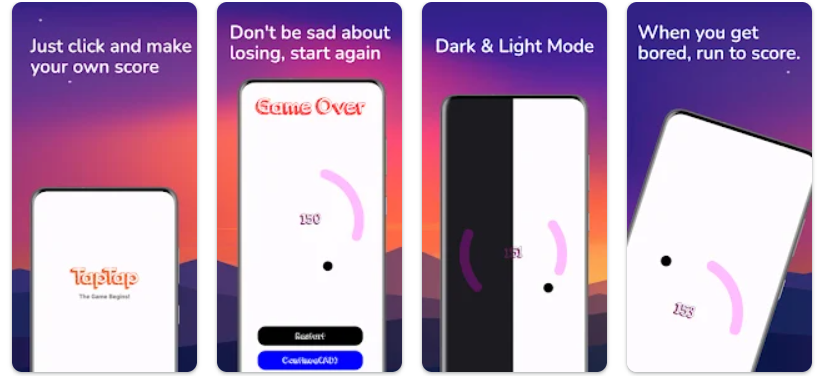 Just click and make
your own score
TapTap
The Game Begins!
Don't be sad about
losing, start again
Game Over
150
Restart
Continue(AD)
Dark & Light Mode
151
When you get
bored, run to score.
153